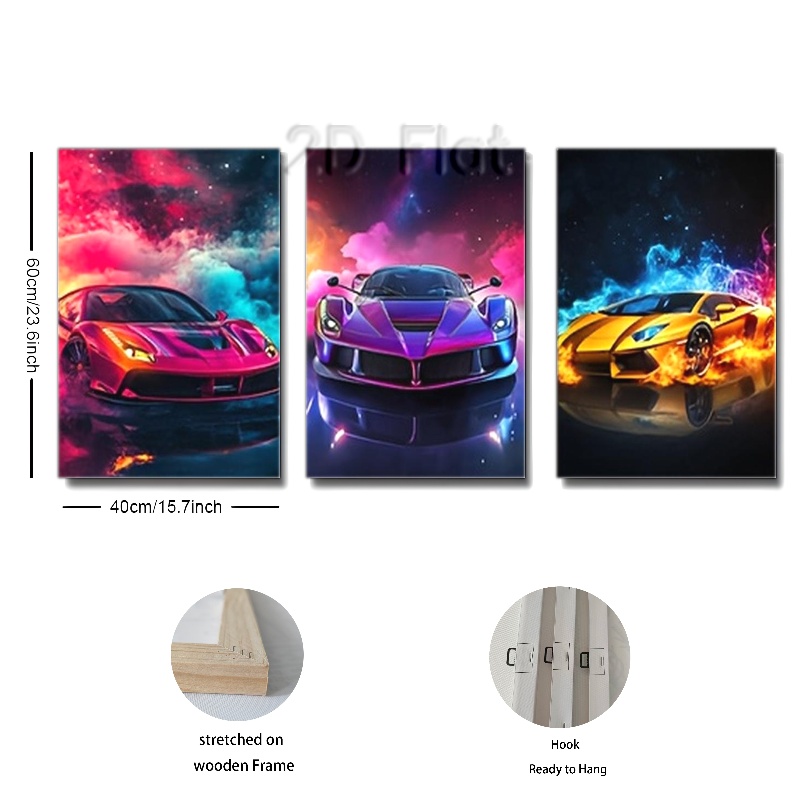 2D Flat
60cm/23.6inch
40cm/15.7inch
stretched on
wooden Frame
Hook
Ready to Hang